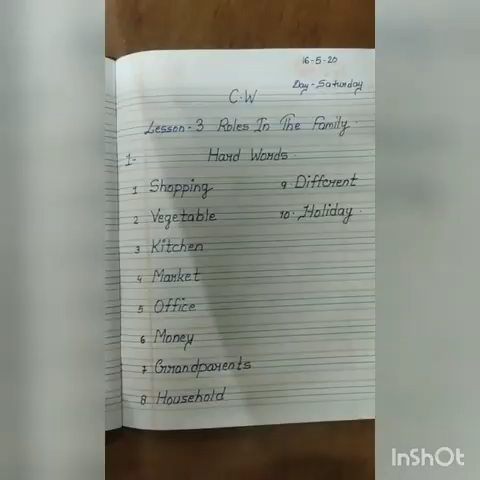 16-5-20
Day-Saturday
C.W
Lesson-3 Roles In The Family.
1- Hard Words.
1 Shopping
2 Vegetable
3 Kitchen
4 Market
5 Office
6 Money
7 Grandparents
8 Household
9 Different
10. Holiday.
InShOt